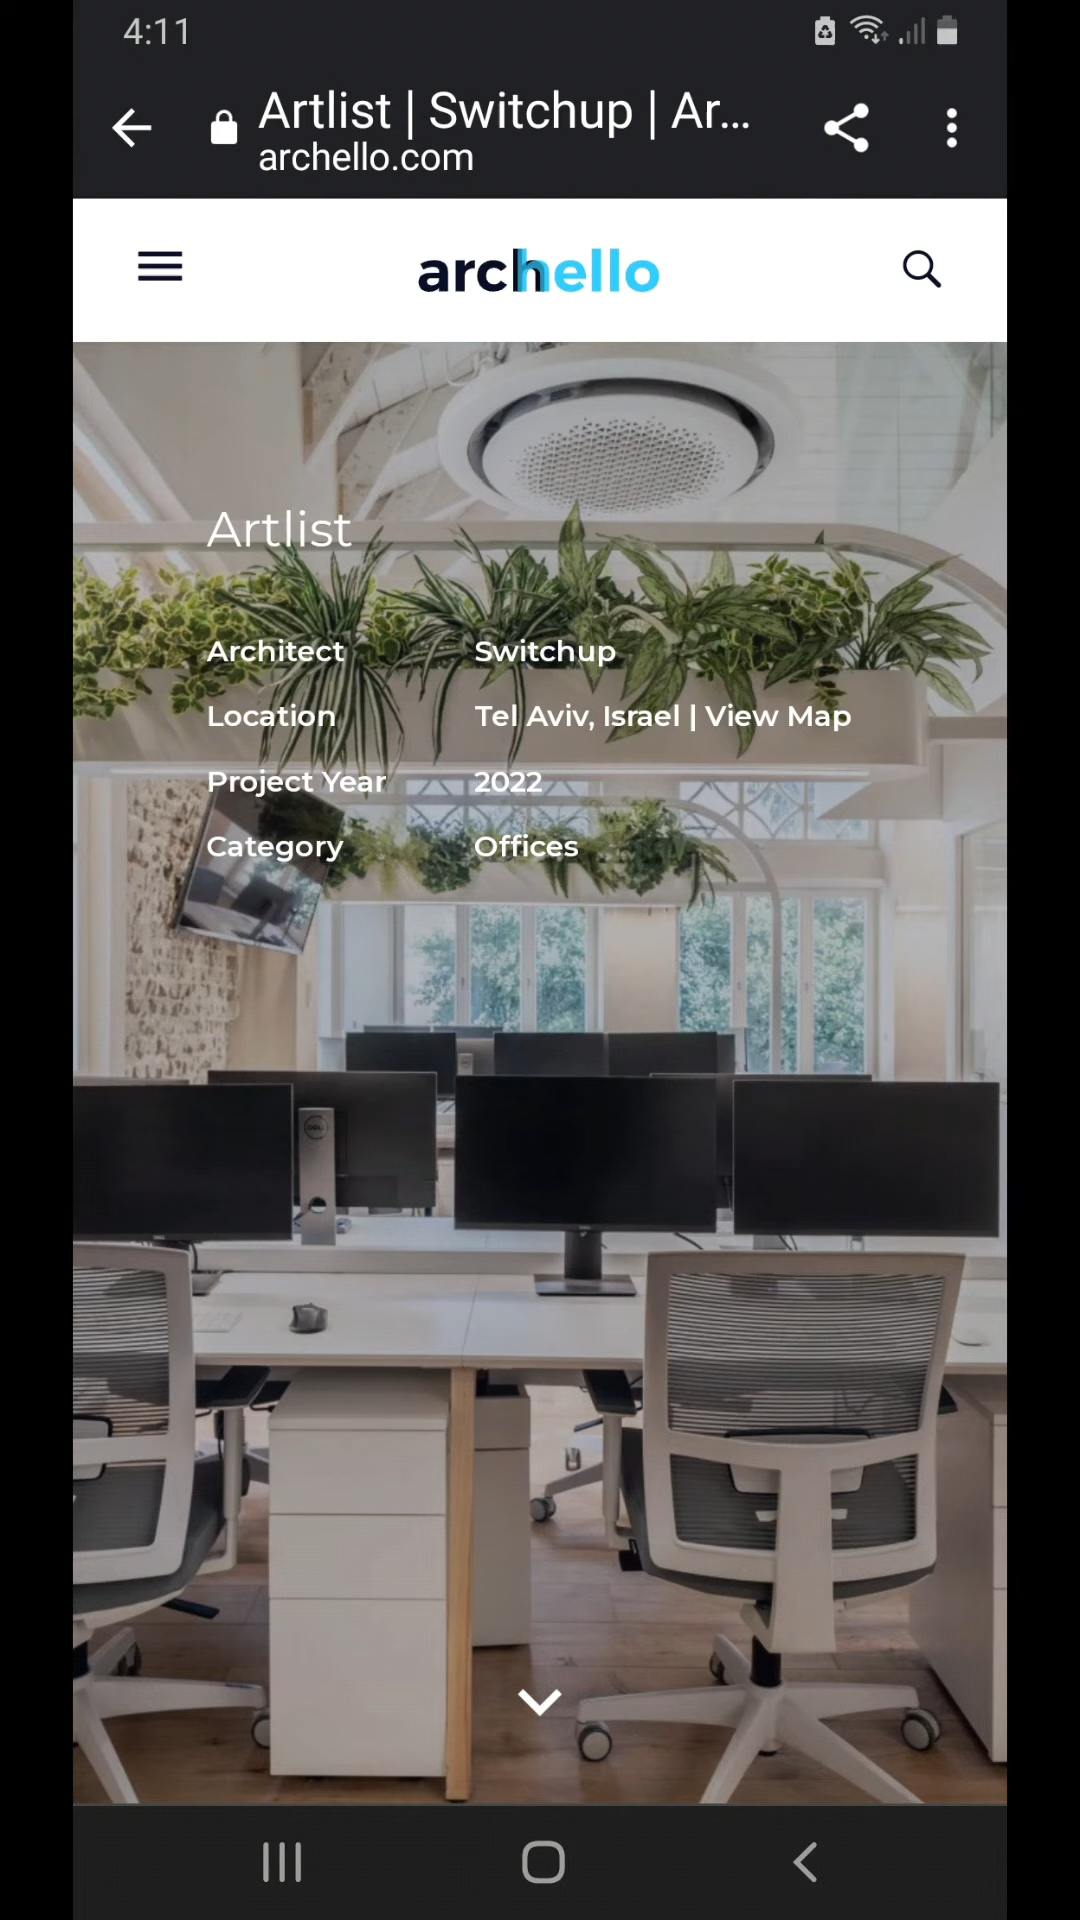 4:11
Artlist | Switchup | Ar...
archello.com
archello
Artlist
Architect Switchup
Location Tel Aviv, Israel | View Map
Project Year 2022
Category Offices
DELL